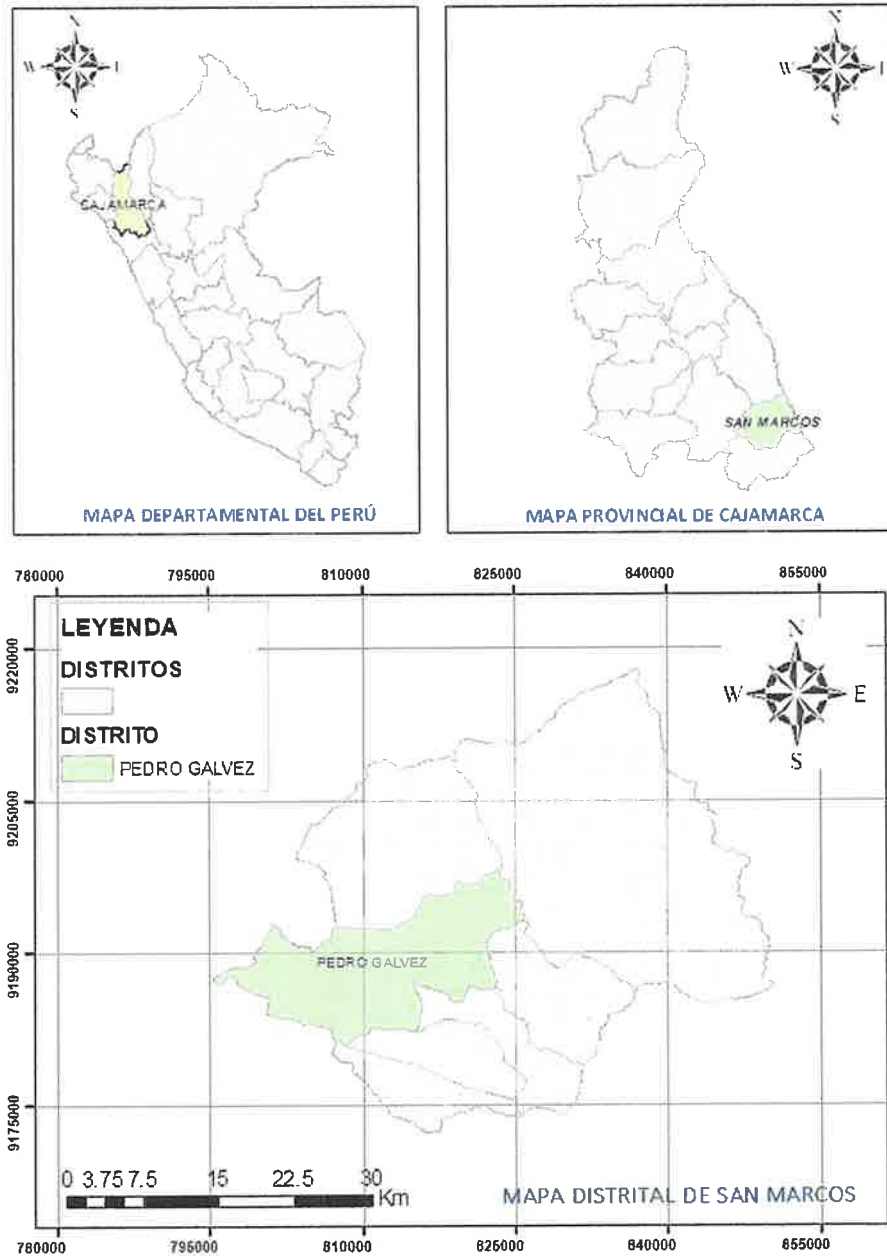 N
W E
S
CAJAMARCA
MAPA DEPARTAMENTAL DEL PERÚ
N
W E
S
SAN MARCOS
MAPA PROVINCIAL DE CAJAMARCA
780000 795000 810000 825000 840000 855000
9220000
9205000
9190000
9175000
LEYENDA
DISTRITOS
DISTRITO
PEDRO GALVEZ
N
W E
S
PEDRO GALVEZ
0 3.75 7.5 15 22.5 30
Km
MAPA DISTRITAL DE SAN MARCOS
780000 795000 810000 825000 840000 855000